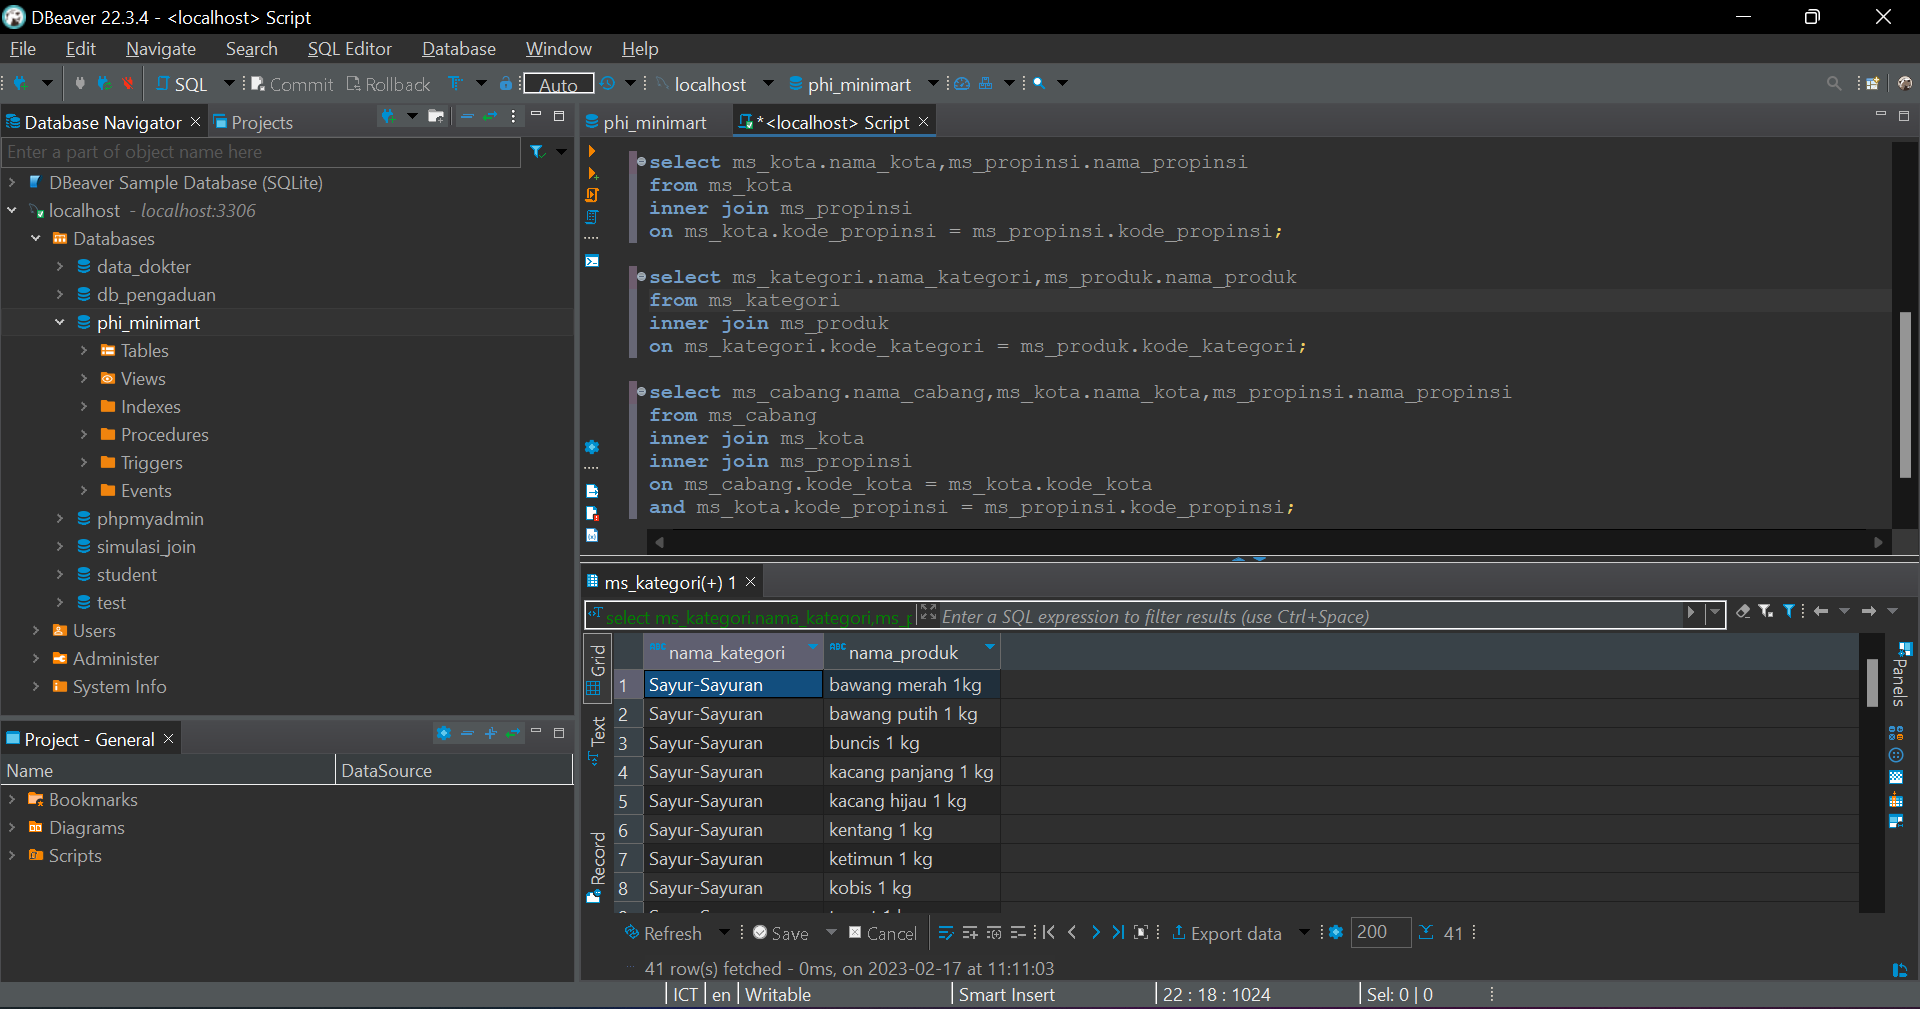 DBeaver 22.3.4 - <localhost> Script
File Edit Navigate Search SQL Editor Database Window Help
SQL Commit Rollback Auto localhost phi_minimart
Database Navigator Projects
Enter a part of object name here
DBeaver Sample Database (SQLite)
localhost - localhost:3306
Databases
data_dokter
db_pengaduan
phi_minimart
Tables
Views
Indexes
Procedures
Triggers
Events
phpmyadmin
simulasi_join
student
test
Users
Administer
System Info
Project - General
Name DataSource
Bookmarks
Diagrams
Scripts
phi_minimart *<localhost> Script
select ms_kota.nama_kota,ms_propinsi.nama_propinsi
from ms_kota
inner join ms_propinsi
on ms_kota.kode_propinsi = ms_propinsi.kode_propinsi;
select ms_kategori.nama_kategori,ms_produk.nama_produk
from ms_kategori
inner join ms_produk
on ms_kategori.kode_kategori = ms_produk.kode_kategori;
select ms_cabang.nama_cabang,ms_kota.nama_kota,ms_propinsi.nama_propinsi
from ms_cabang
inner join ms_kota
inner join ms_propinsi
on ms_cabang.kode_kota = ms_kota.kode_kota
and ms_kota.kode_propinsi = ms_propinsi.kode_propinsi;
ms_kategori(+) 1
select ms_kategori.nama_kategori,ms_ Enter a SQL expression to filter results (use Ctrl+Space)
Grid
Text
Record
nama_kategori nama_produk
1 Sayur-Sayuran bawang merah 1kg
2 Sayur-Sayuran bawang putih 1 kg
3 Sayur-Sayuran buncis 1 kg
4 Sayur-Sayuran kacang panjang 1 kg
5 Sayur-Sayuran kacang hijau 1 kg
6 Sayur-Sayuran kentang 1 kg
7 Sayur-Sayuran ketimun 1 kg
8 Sayur-Sayuran kobis 1 kg
Panels
Refresh Save Cancel Export data 200 41
41 row(s) fetched - 0ms, on 2023-02-17 at 11:11:03
ICT en Writable Smart Insert 22 : 18 : 1024 Sel: 0 | 0